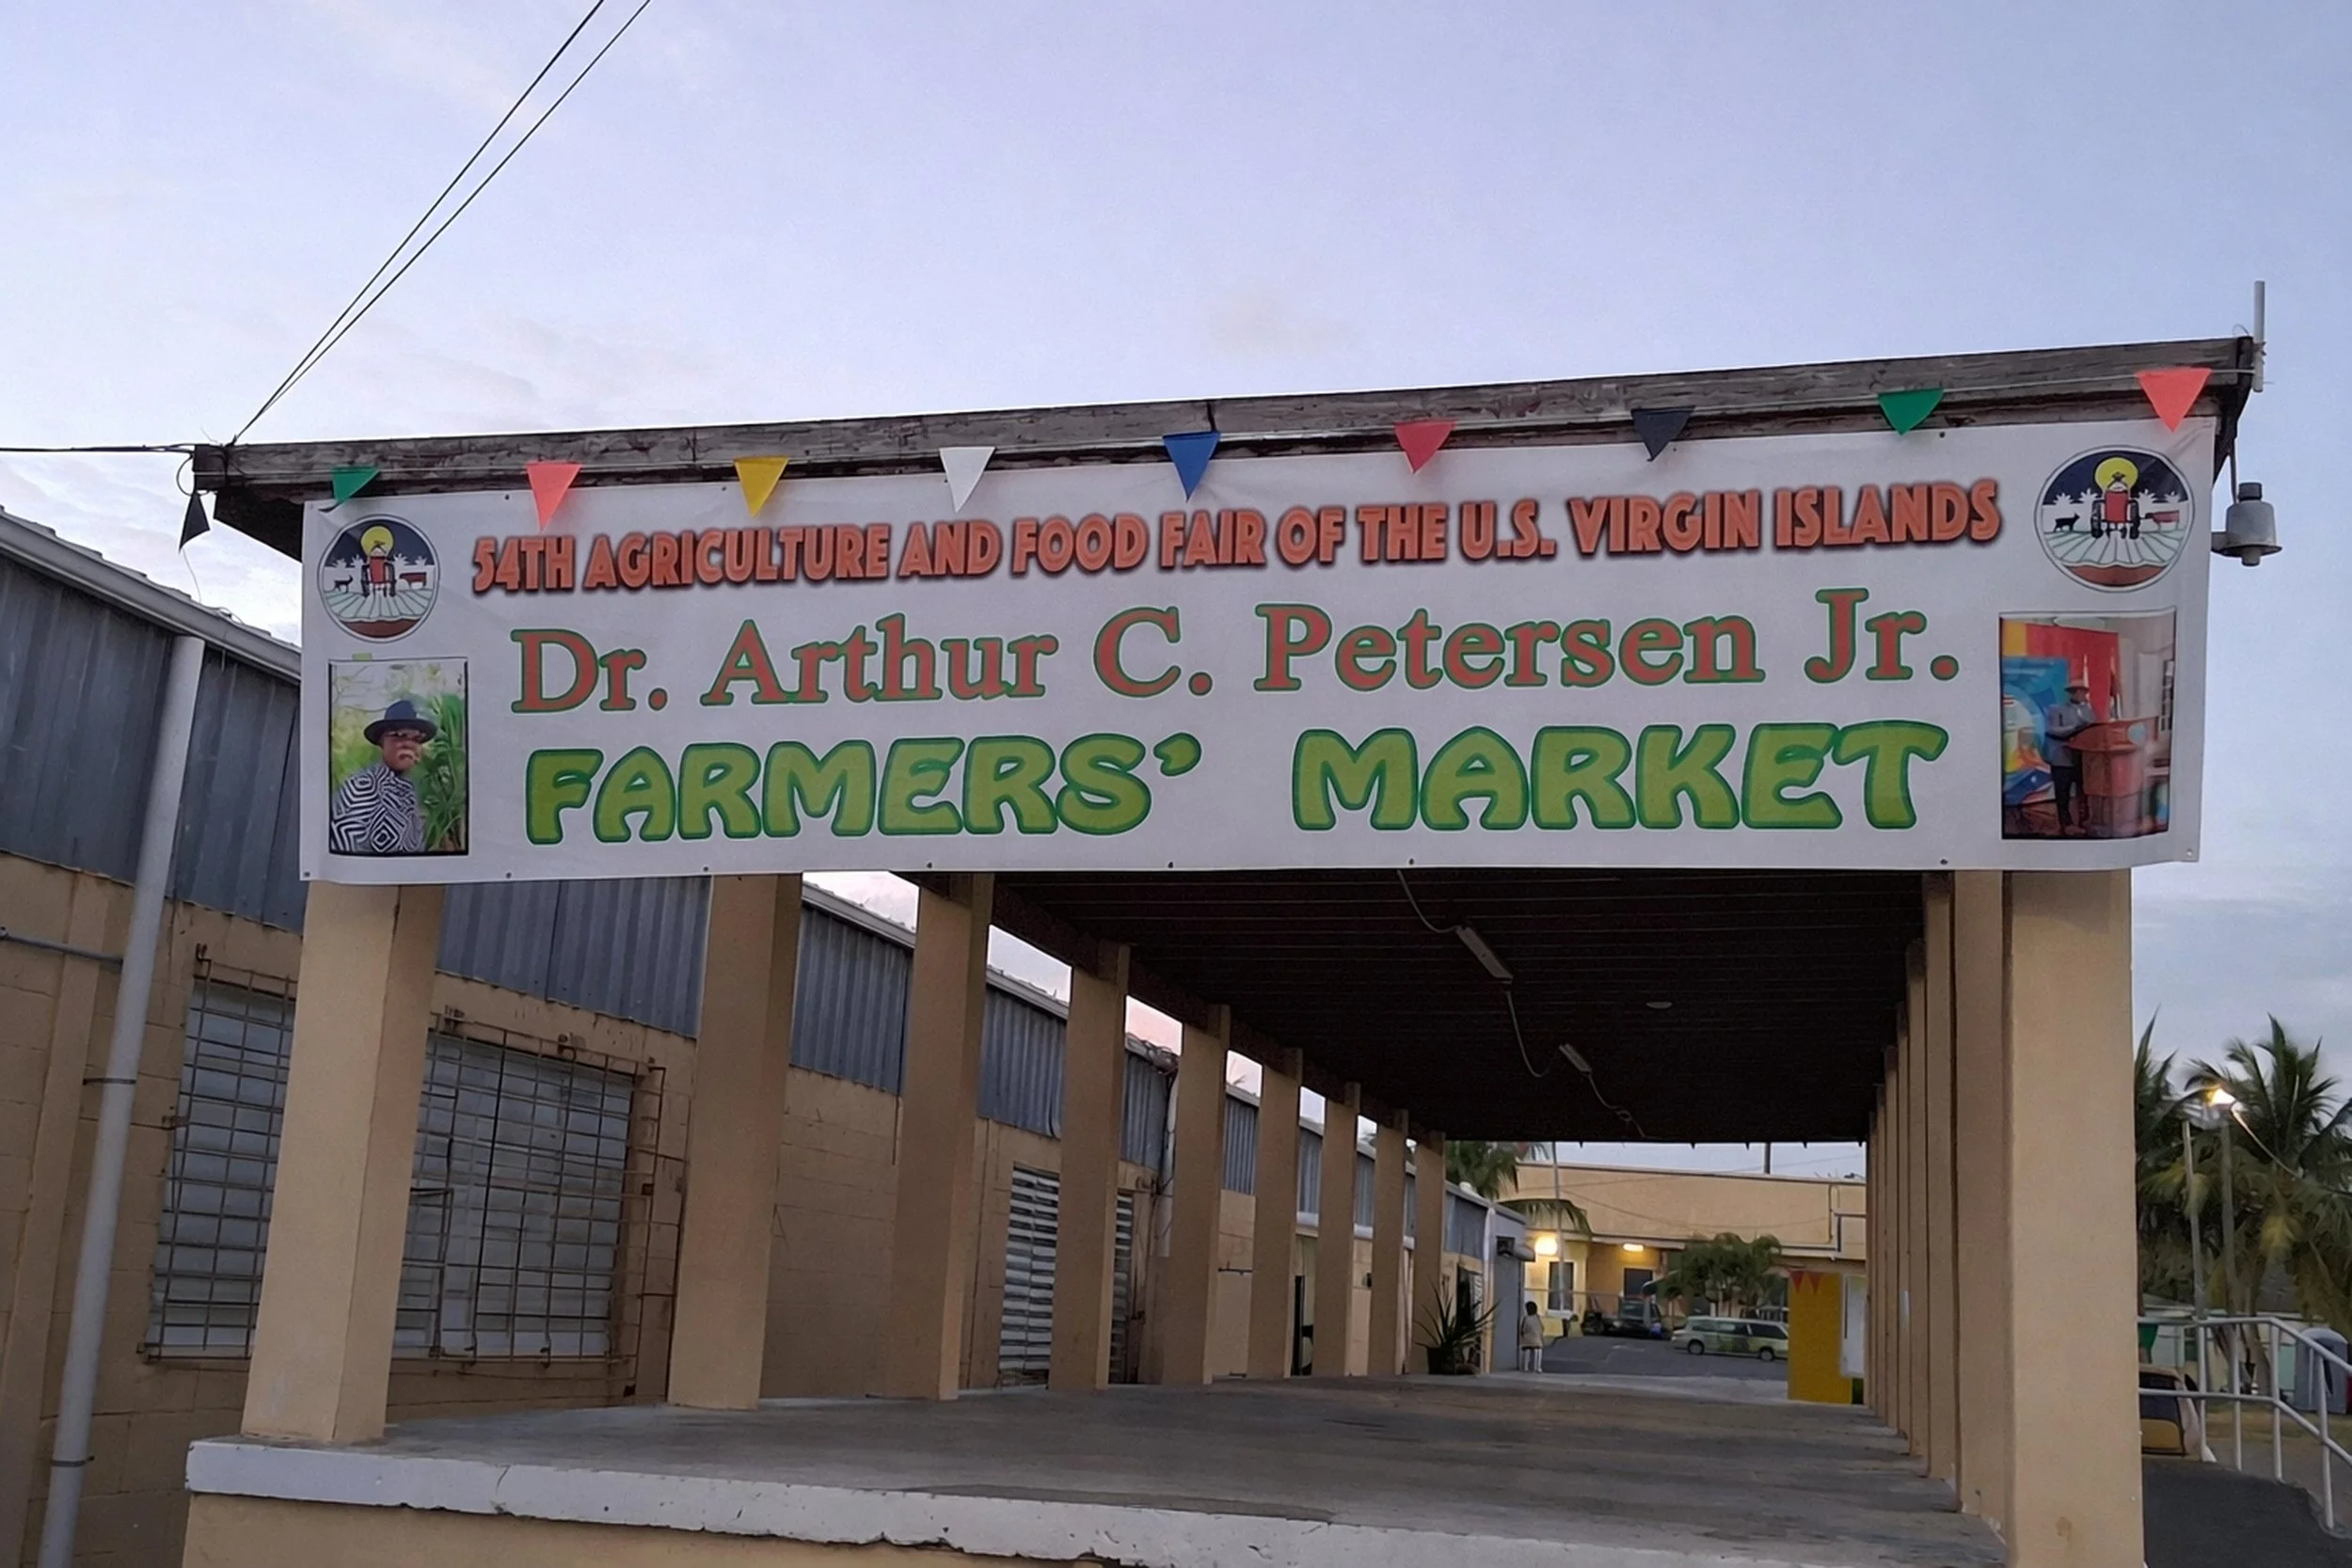 54TH AGRICULTURE AND FOOD FAIR OF THE U.S. VIRGIN ISLANDS
Dr. Arthur C. Petersen Jr.
FARMERS' MARKET